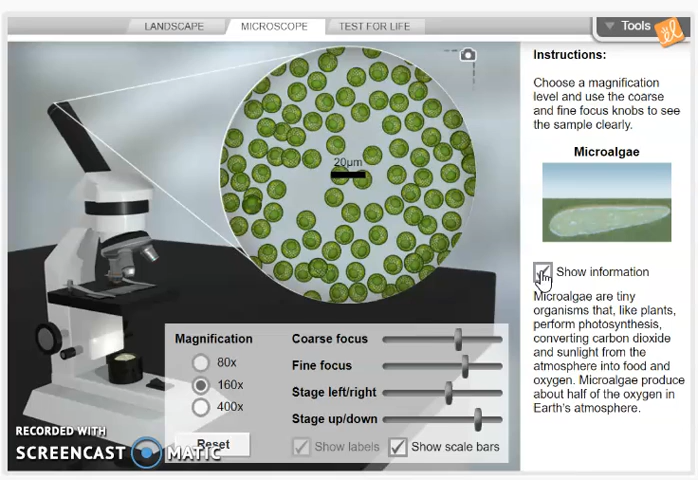 LANDSCAPE
MICROSCOPE
TEST FOR LIFE
Tools
el
20µm
Instructions:
Choose a magnification
level and use the coarse
and fine focus knobs to see
the sample clearly.
Microalgae
Show information
Microalgae are tiny
organisms that, like plants,
perform photosynthesis,
converting carbon dioxide
and sunlight from the
atmosphere into food and
oxygen. Microalgae produce
about half of the oxygen in
Earth's atmosphere.
Magnification
80x
160x
400x
Reset
Coarse focus
Fine focus
Stage left/right
Stage up/down
Show labels
Show scale bars
RECORDED WITH
SCREENCAST MATIC